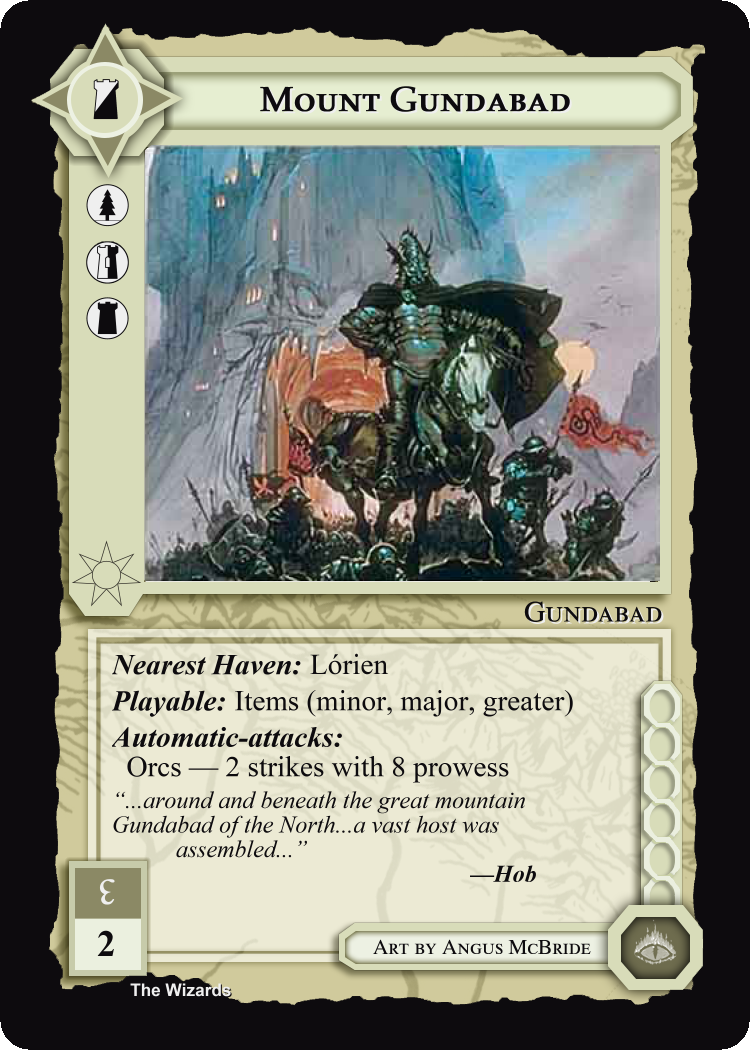 Mount Gundabad
Gundabad
Nearest Haven: Lórien
Playable: Items (minor, major, greater)
Automatic-attacks:
Orcs — 2 strikes with 8 prowess
“...around and beneath the great mountain
Gundabad of the North...a vast host was
assembled...”
—Hob
2
Art by Angus McBride
The Wizards